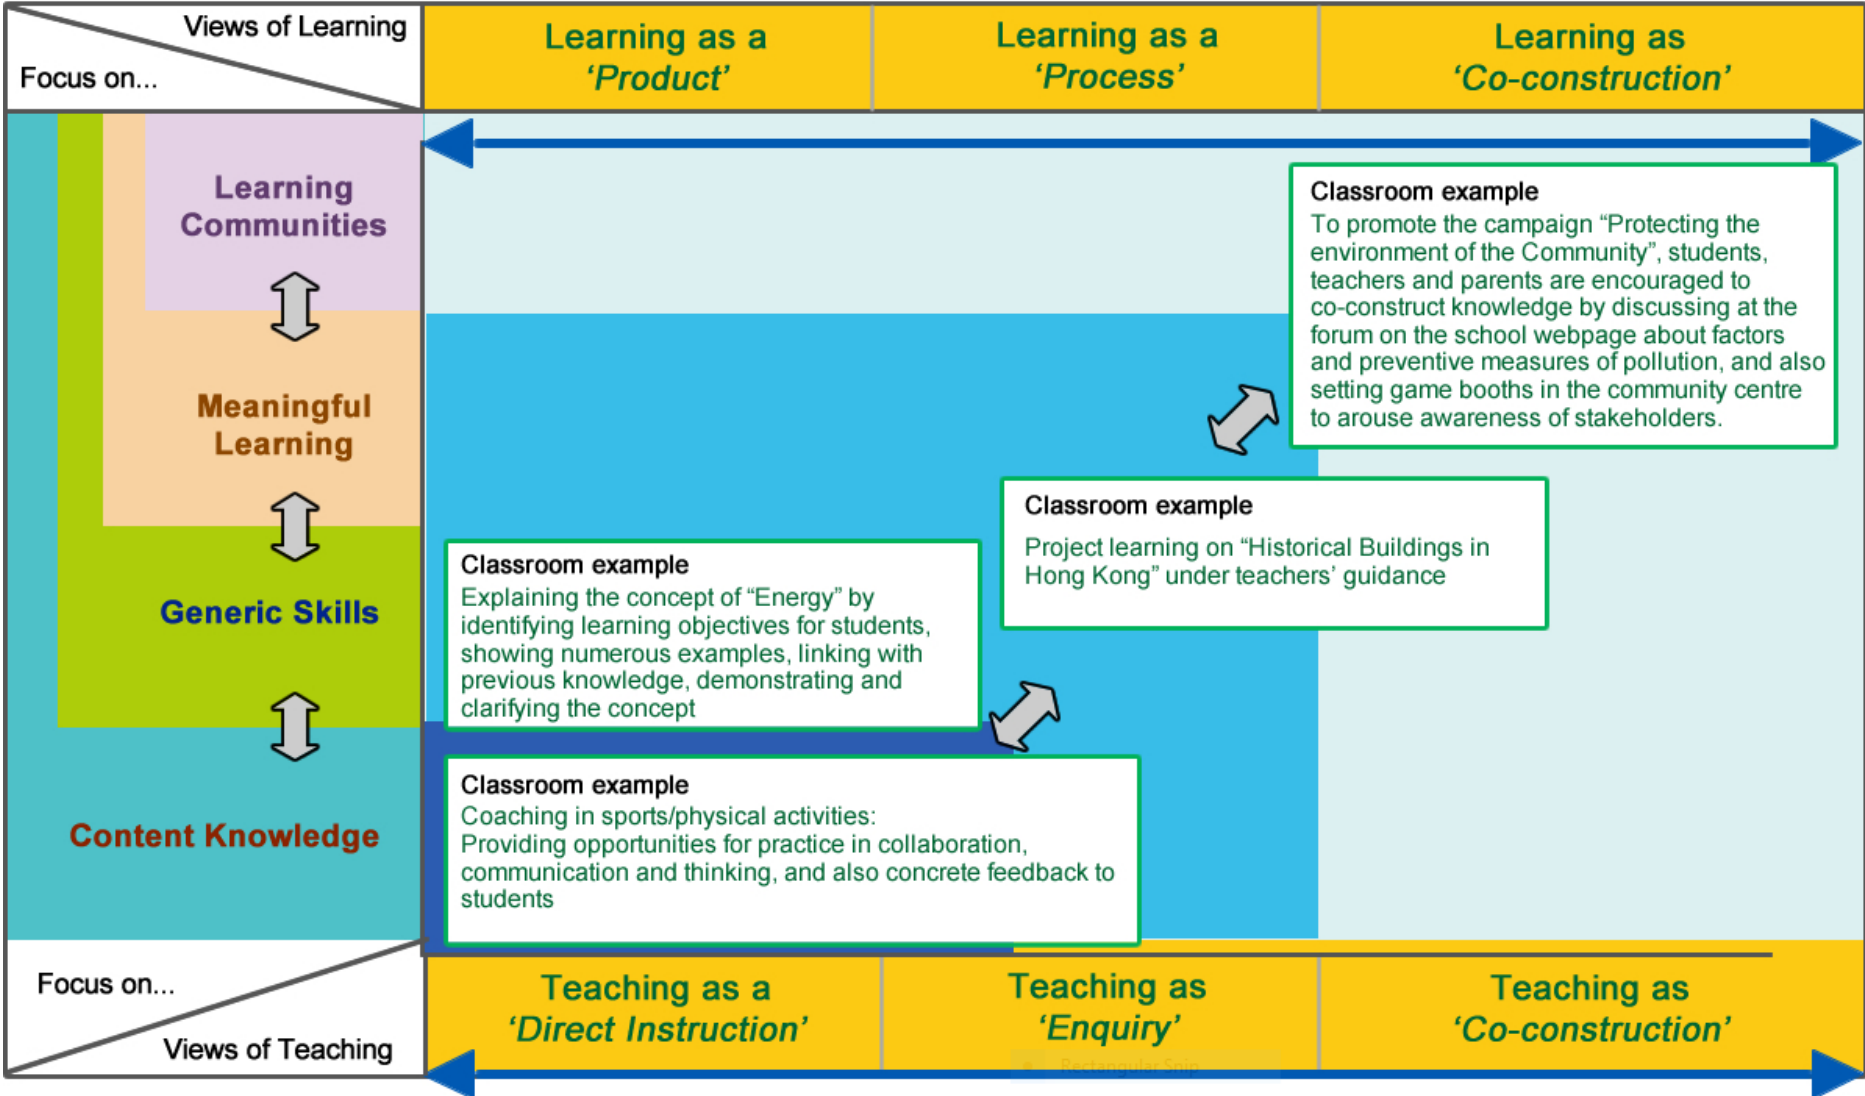 Views of Learning
Focus on...
Learning as a
‘Product’
Learning as a
‘Process’
Learning as
‘Co-construction’
Learning
Communities
Meaningful
Learning
Generic Skills
Content Knowledge
Classroom example
To promote the campaign “Protecting the
environment of the Community”, students,
teachers and parents are encouraged to
co-construct knowledge by discussing at the
forum on the school webpage about factors
and preventive measures of pollution, and also
setting game booths in the community centre
to arouse awareness of stakeholders.
Classroom example
Project learning on “Historical Buildings in
Hong Kong” under teachers’ guidance
Classroom example
Explaining the concept of “Energy” by
identifying learning objectives for students,
showing numerous examples, linking with
previous knowledge, demonstrating and
clarifying the concept
Classroom example
Coaching in sports/physical activities:
Providing opportunities for practice in collaboration,
communication and thinking, and also concrete feedback to
students
Focus on...
Views of Teaching
Teaching as a
‘Direct Instruction’
Teaching as
‘Enquiry’
Teaching as
‘Co-construction’
Rectangular Snip